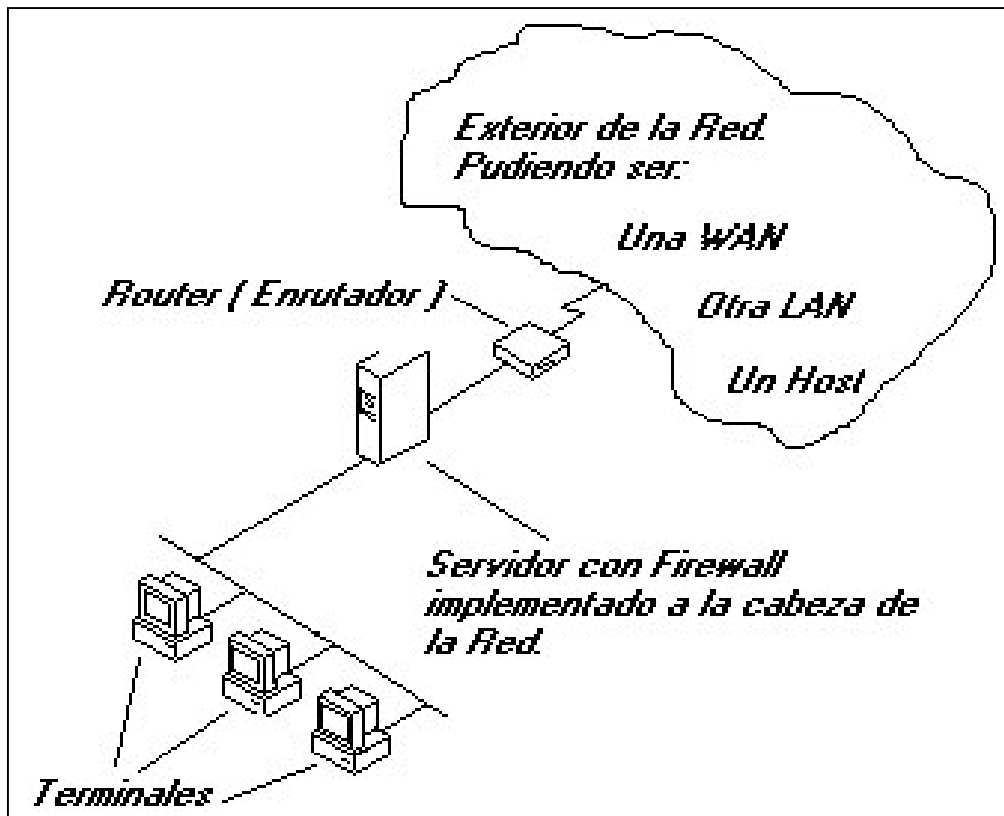 Exterior de la Red.
Pudiendo ser:
Una WAN
Router ( Enrutador )
Otra LAN
Un Host
Servidor con Firewall
implementado a la cabeza de
la Red.
Terminales